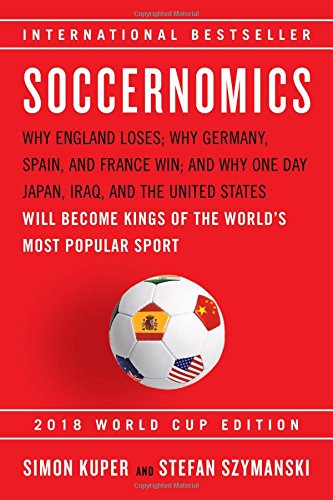 INTERNATIONAL BESTSELLER
SOCCERNOMICS
WHY ENGLAND LOSES; WHY GERMANY,
SPAIN, AND FRANCE WIN; AND WHY ONE DAY
JAPAN, IRAQ, AND THE UNITED STATES
WILL BECOME KINGS OF THE WORLD'S
MOST POPULAR SPORT
2018 WORLD CUP EDITION
SIMON KUPER AND STEFAN SZYMANSKI